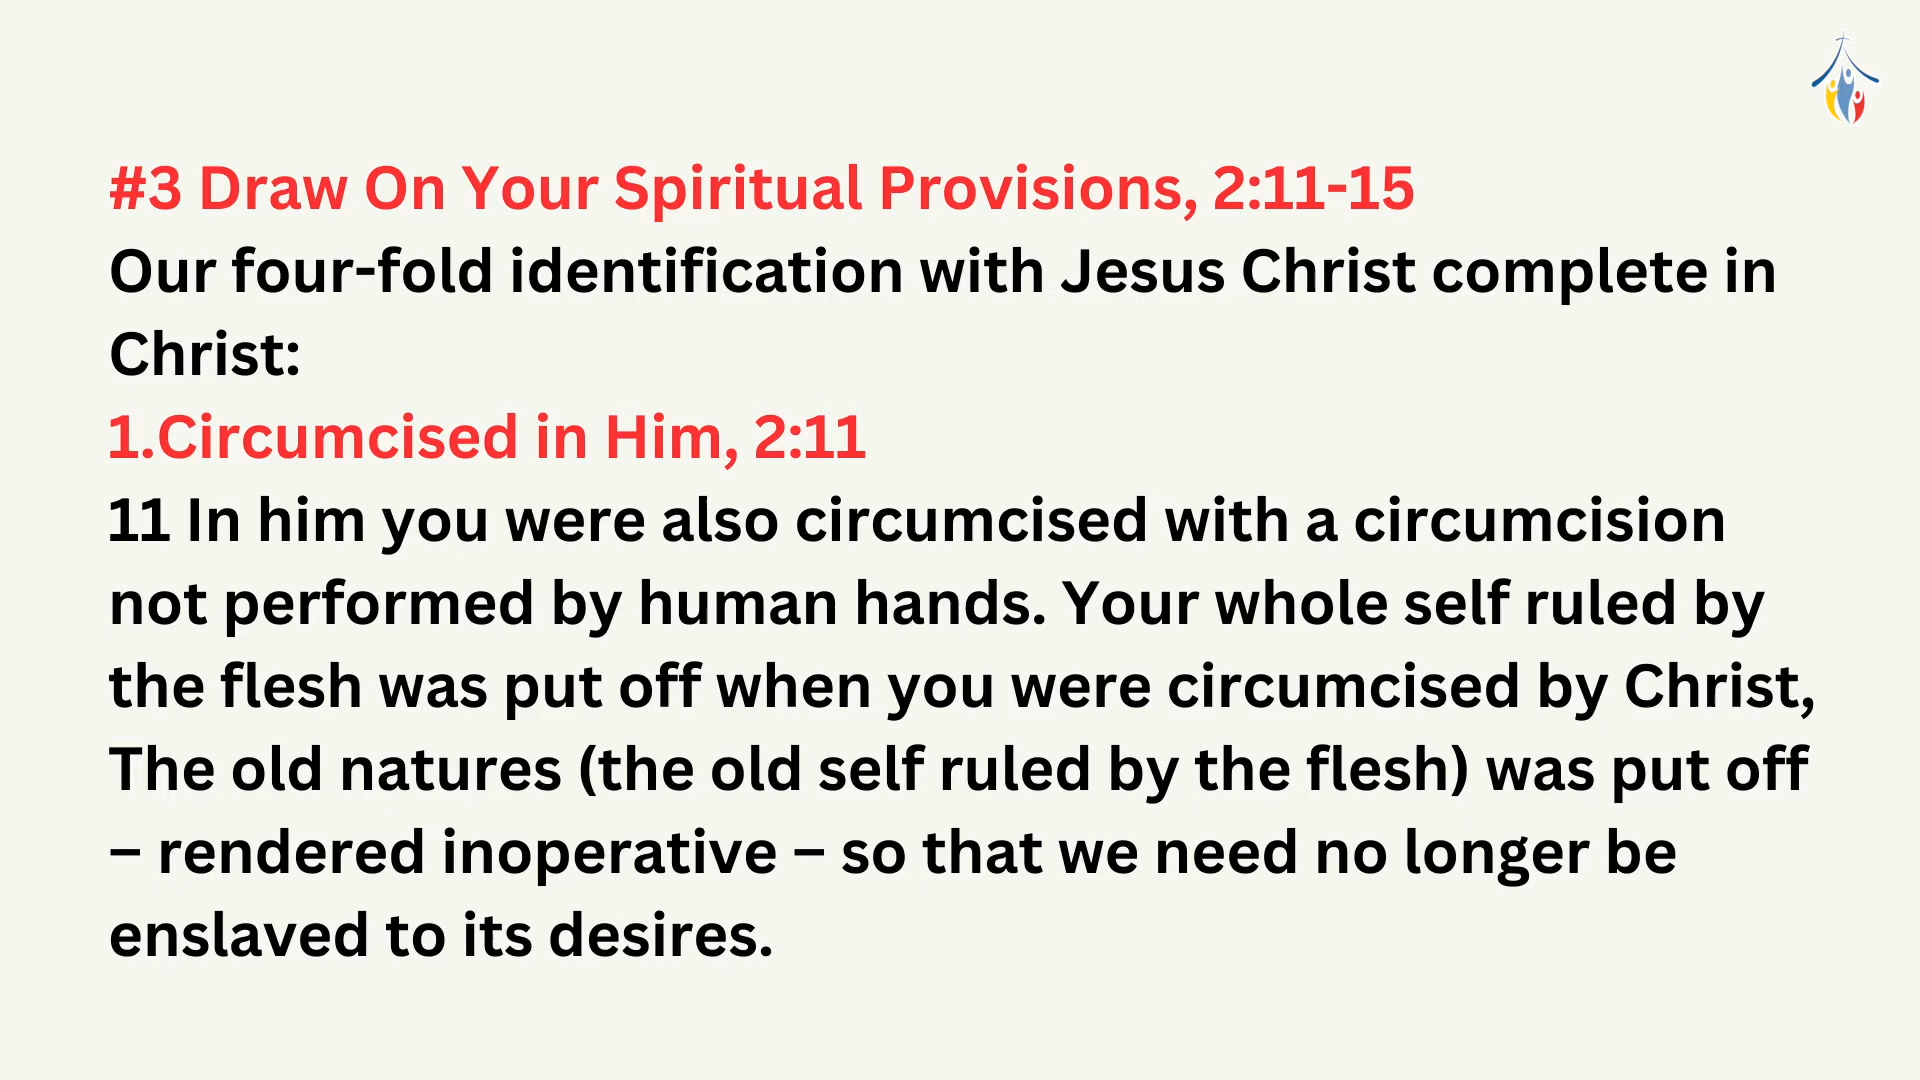 #3 Draw On Your Spiritual Provisions, 2:11-15
Our four-fold identification with Jesus Christ complete in
Christ:
1.Circumcised in Him, 2:11
11 In him you were also circumcised with a circumcision
not performed by human hands. Your whole self ruled by
the flesh was put off when you were circumcised by Christ,
The old natures (the old self ruled by the flesh) was put off
– rendered inoperative – so that we need no longer be
enslaved to its desires.